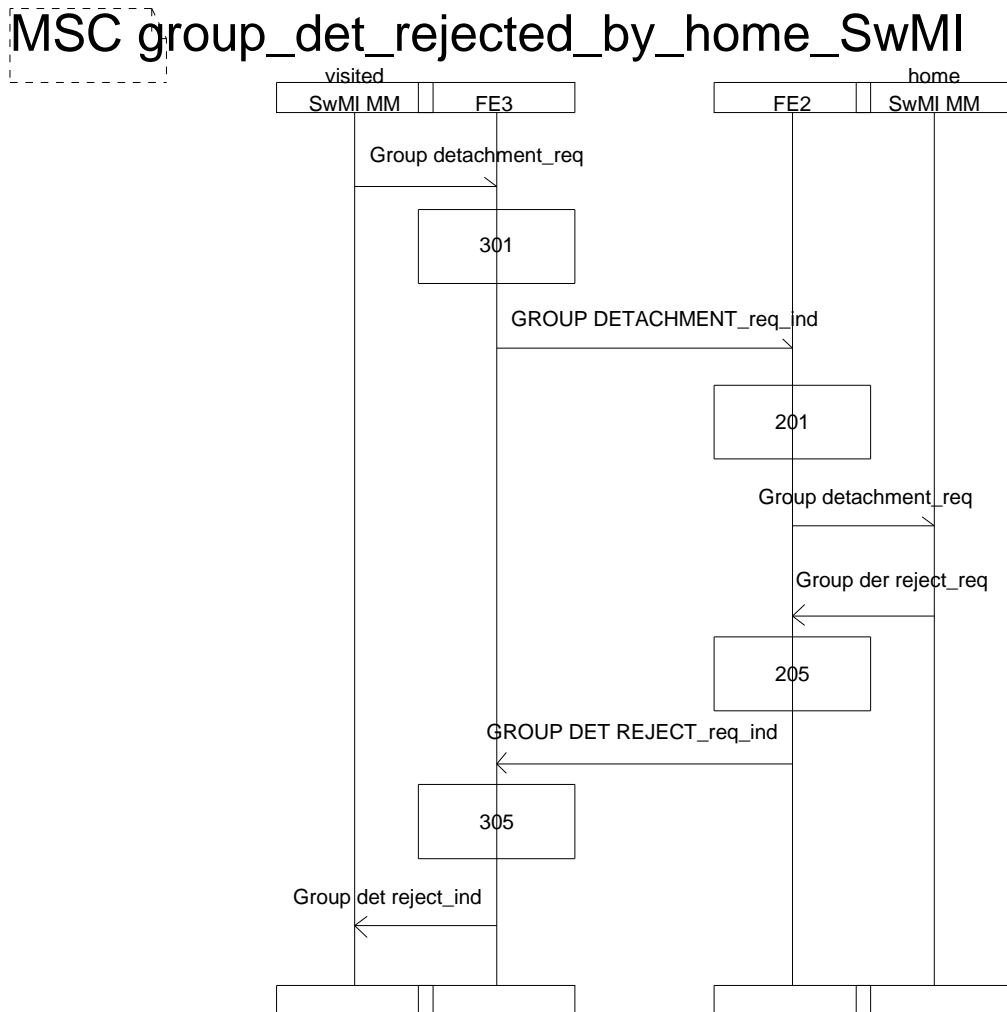 MSC group_det_rejected_by_home_SwMI
visited home
SwMI MM FE3 FE2 SwMI MM
Group detachment_req
301
GROUP DETACHMENT_req_ind
201
Group detachment_req
Group der reject_req
205
GROUP DET REJECT_req_ind
305
Group det reject_ind